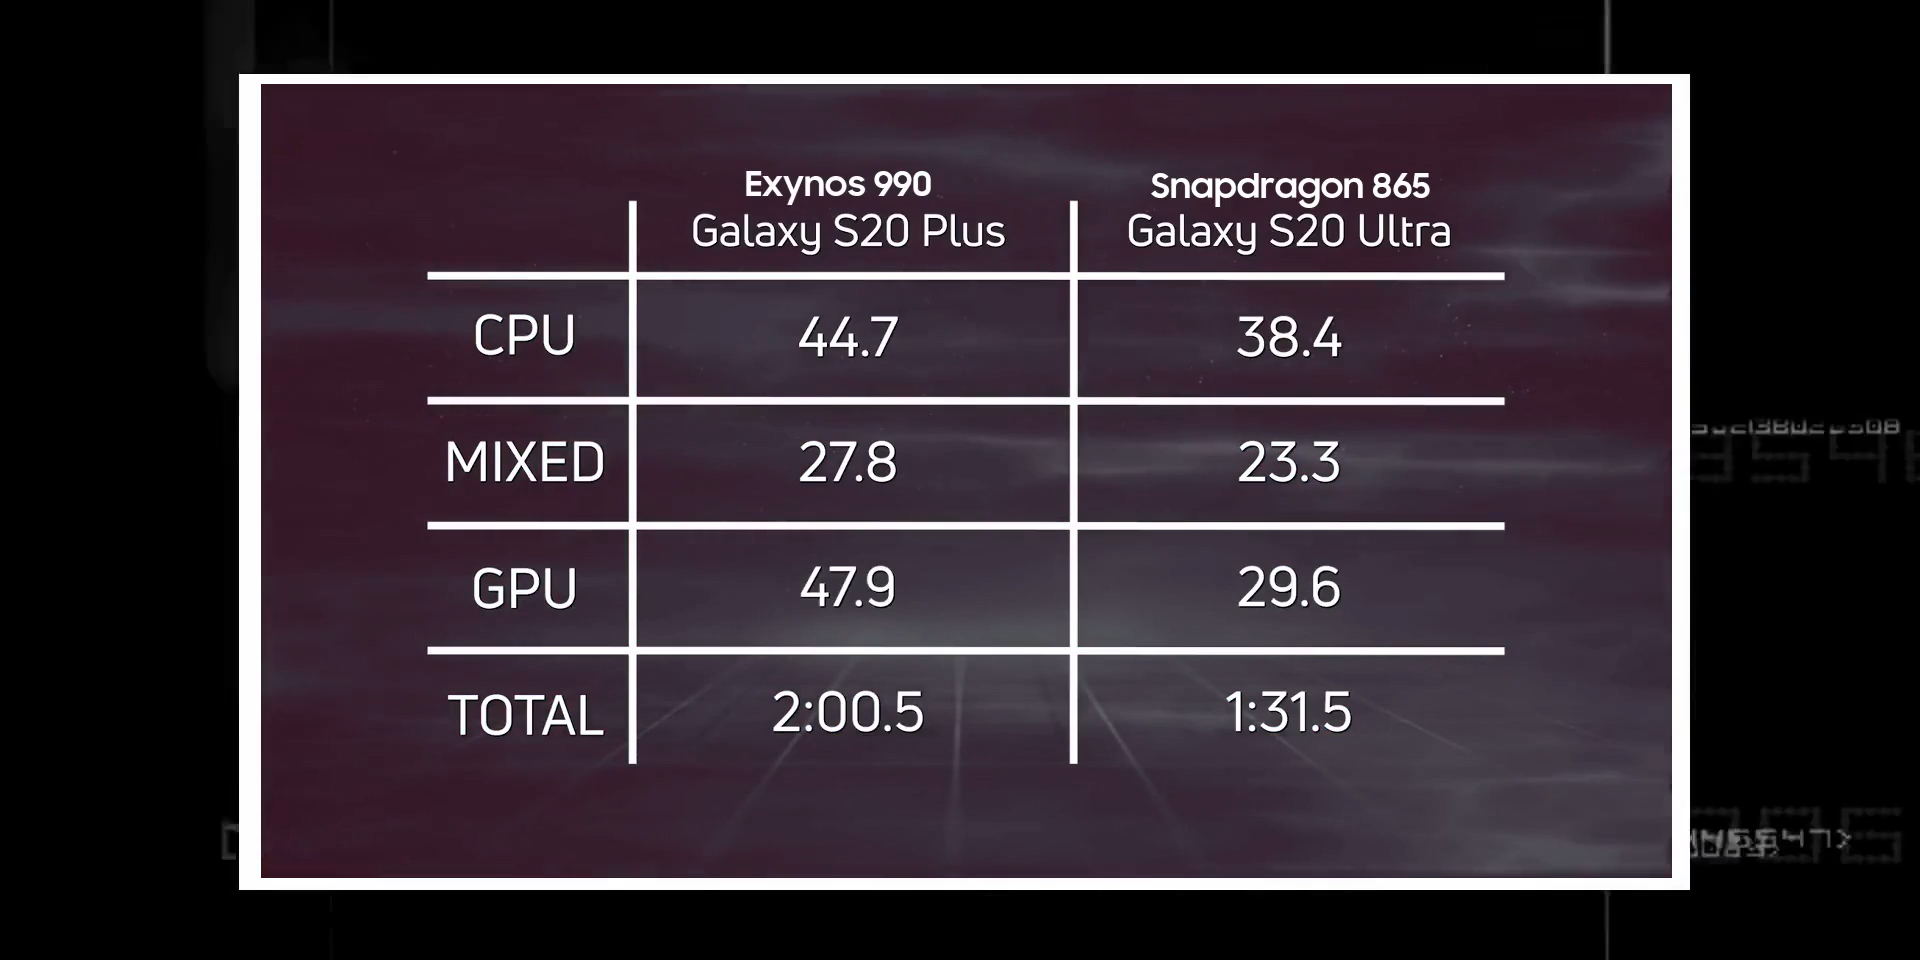 Exynos 990 Snapdragon 865
Galaxy S20 Plus Galaxy S20 Ultra
CPU 44.7 38.4
MIXED 27.8 23.3
GPU 47.9 29.6
TOTAL 2:00.5 1:31.5